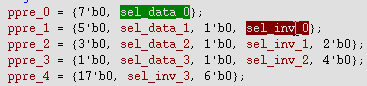 ppre_0 = {7'b0, sel_data_0};
ppre_1 = {5'b0, sel_data_1, 1'b0, sel_inv_0};
ppre_2 = {3'b0, sel_data_2, 1'b0, sel_inv_1, 2'b0};
ppre_3 = {1'b0, sel_data_3, 1'b0, sel_inv_2, 4'b0};
ppre_4 = {17'b0, sel_inv_3, 6'b0};